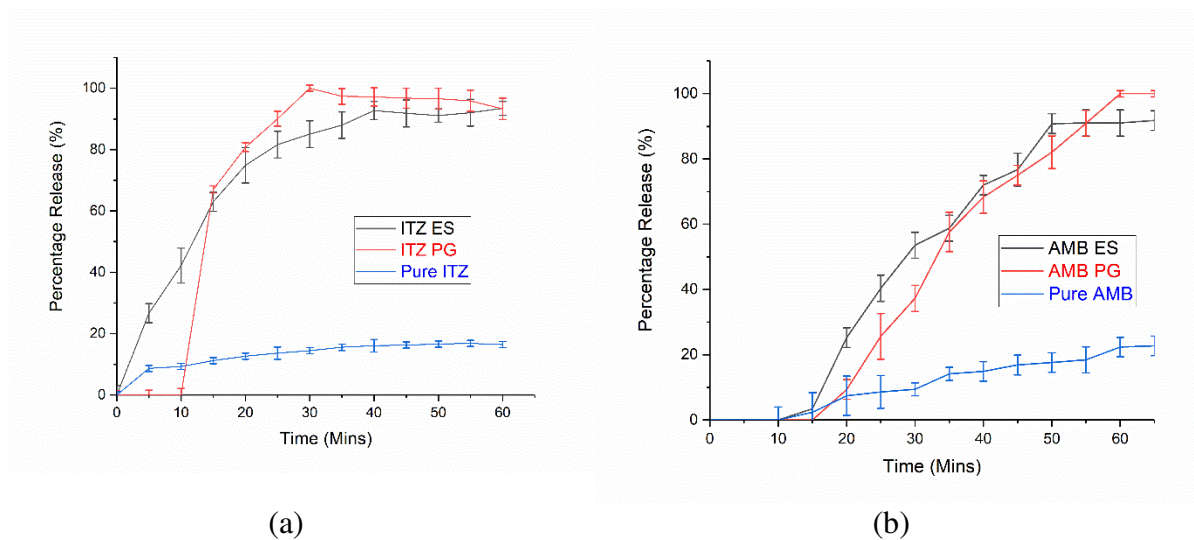 Percentage Release (%)
100
80
60
40
20
0
ITZ ES
ITZ PG
Pure ITZ
0 10 20 30 40 50 60
Time (Mins)
(a)
Percentage Release (%)
100
80
60
40
20
0
AMB ES
AMB PG
Pure AMB
0 10 20 30 40 50 60
Time (Mins)
(b)